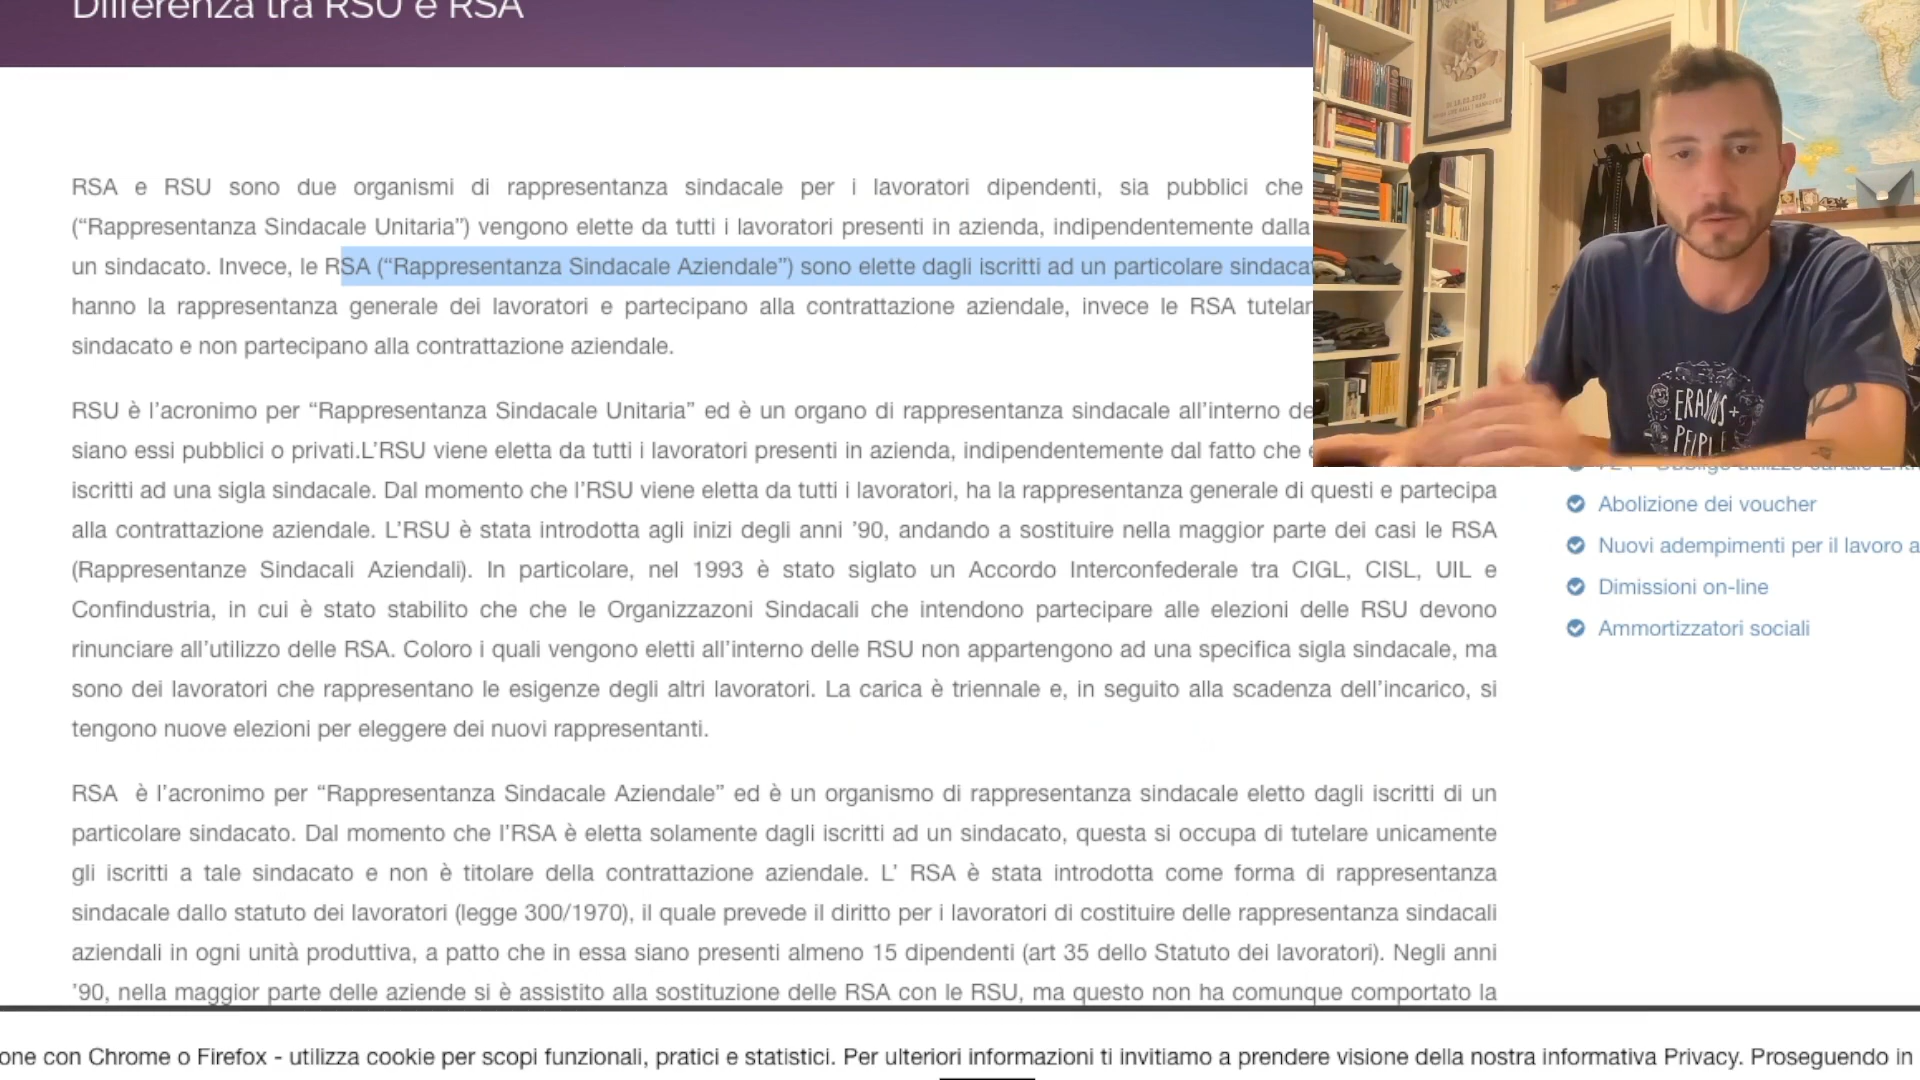 Differenza tra RSU e RSA
RSA e RSU sono due organismi di rappresentanza sindacale per i lavoratori dipendenti, sia pubblici che
(“Rappresentanza Sindacale Unitaria”) vengono elette da tutti i lavoratori presenti in azienda, indipendentemente dalla
un sindacato. Invece, le RSA (“Rappresentanza Sindacale Aziendale”) sono elette dagli iscritti ad un particolare
hanno la rappresentanza generale dei lavoratori e partecipano alla contrattazione aziendale, invece le RSA
sindacato e non partecipano alla contrattazione aziendale.
RSU è l’acronimo per “Rappresentanza Sindacale Unitaria” ed è un organo di rappresentanza sindacale all’interno
siano essi pubblici o privati.L’RSU viene eletta da tutti i lavoratori presenti in azienda, indipendentemente dal fatto che
iscritti ad una sigla sindacale. Dal momento che l’RSU viene eletta da tutti i lavoratori, ha la rappresentanza generale di questi e partecipa
alla contrattazione aziendale. L’RSU è stata introdotta agli inizi degli anni ’90, andando a sostituire nella maggior parte dei casi le RSA
(Rappresentanze Sindacali Aziendali). In particolare, nel 1993 è stato siglato un Accordo Interconfederale tra CIGL, CISL, UIL e
Confindustria, in cui è stato stabilito che che le Organizzazoni Sindacali che intendono partecipare alle elezioni delle RSU devono
rinunciare all’utilizzo delle RSA. Coloro i quali vengono eletti all’interno delle RSU non appartengono ad una specifica sigla sindacale, ma
sono dei lavoratori che rappresentano le esigenze degli altri lavoratori. La carica è triennale e, in seguito alla scadenza dell’incarico, si
tengono nuove elezioni per eleggere dei nuovi rappresentanti.
RSA è l’acronimo per “Rappresentanza Sindacale Aziendale” ed è un organismo di rappresentanza sindacale eletto dagli iscritti di un
particolare sindacato. Dal momento che l’RSA è eletta solamente dagli iscritti ad un sindacato, questa si occupa di tutelare unicamente
gli iscritti a tale sindacato e non è titolare della contrattazione aziendale. L’ RSA è stata introdotta come forma di rappresentanza
sindacale dallo statuto dei lavoratori (legge 300/1970), il quale prevede il diritto per i lavoratori di costituire delle rappresentanza sindacali
aziendali in ogni unità produttiva, a patto che in essa siano presenti almeno 15 dipendenti (art 35 dello Statuto dei lavoratori). Negli anni
’90, nella maggior parte delle aziende si è assistito alla sostituzione delle RSA con le RSU, ma questo non ha comunque comportato la
ERASMUS+
PEOPLE
Abolizione dei voucher
Nuovi adempimenti per il lavoro a
Dimissioni on-line
Ammortizzatori sociali
one con Chrome o Firefox - utilizza cookie per scopi funzionali, pratici e statistici. Per ulteriori informazioni ti invitiamo a prendere visione della nostra informativa Privacy. Proseguendo in